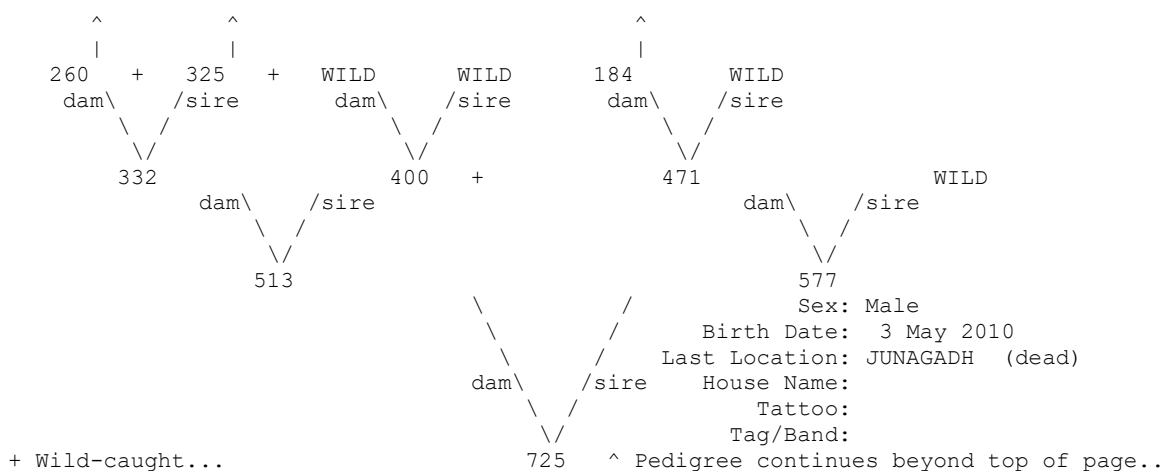 ^ ^ ^
| | |
260 + 325 + WILD WILD 184 WILD
dam\ /sire dam\ /sire dam\ /sire
\ / \ / \ /
\/ \/ \/
332 400 + 471 WILD
dam\ /sire dam\ /sire
\ / \ /
\/ \/
513 577
\ / Sex: Male
\ / Birth Date: 3 May 2010
\ / Last Location: JUNAGADH (dead)
dam\ /sire House Name:
\ / Tattoo:
\/ Tag/Band:
+ Wild-caught... 725 ^ Pedigree continues beyond top of page..